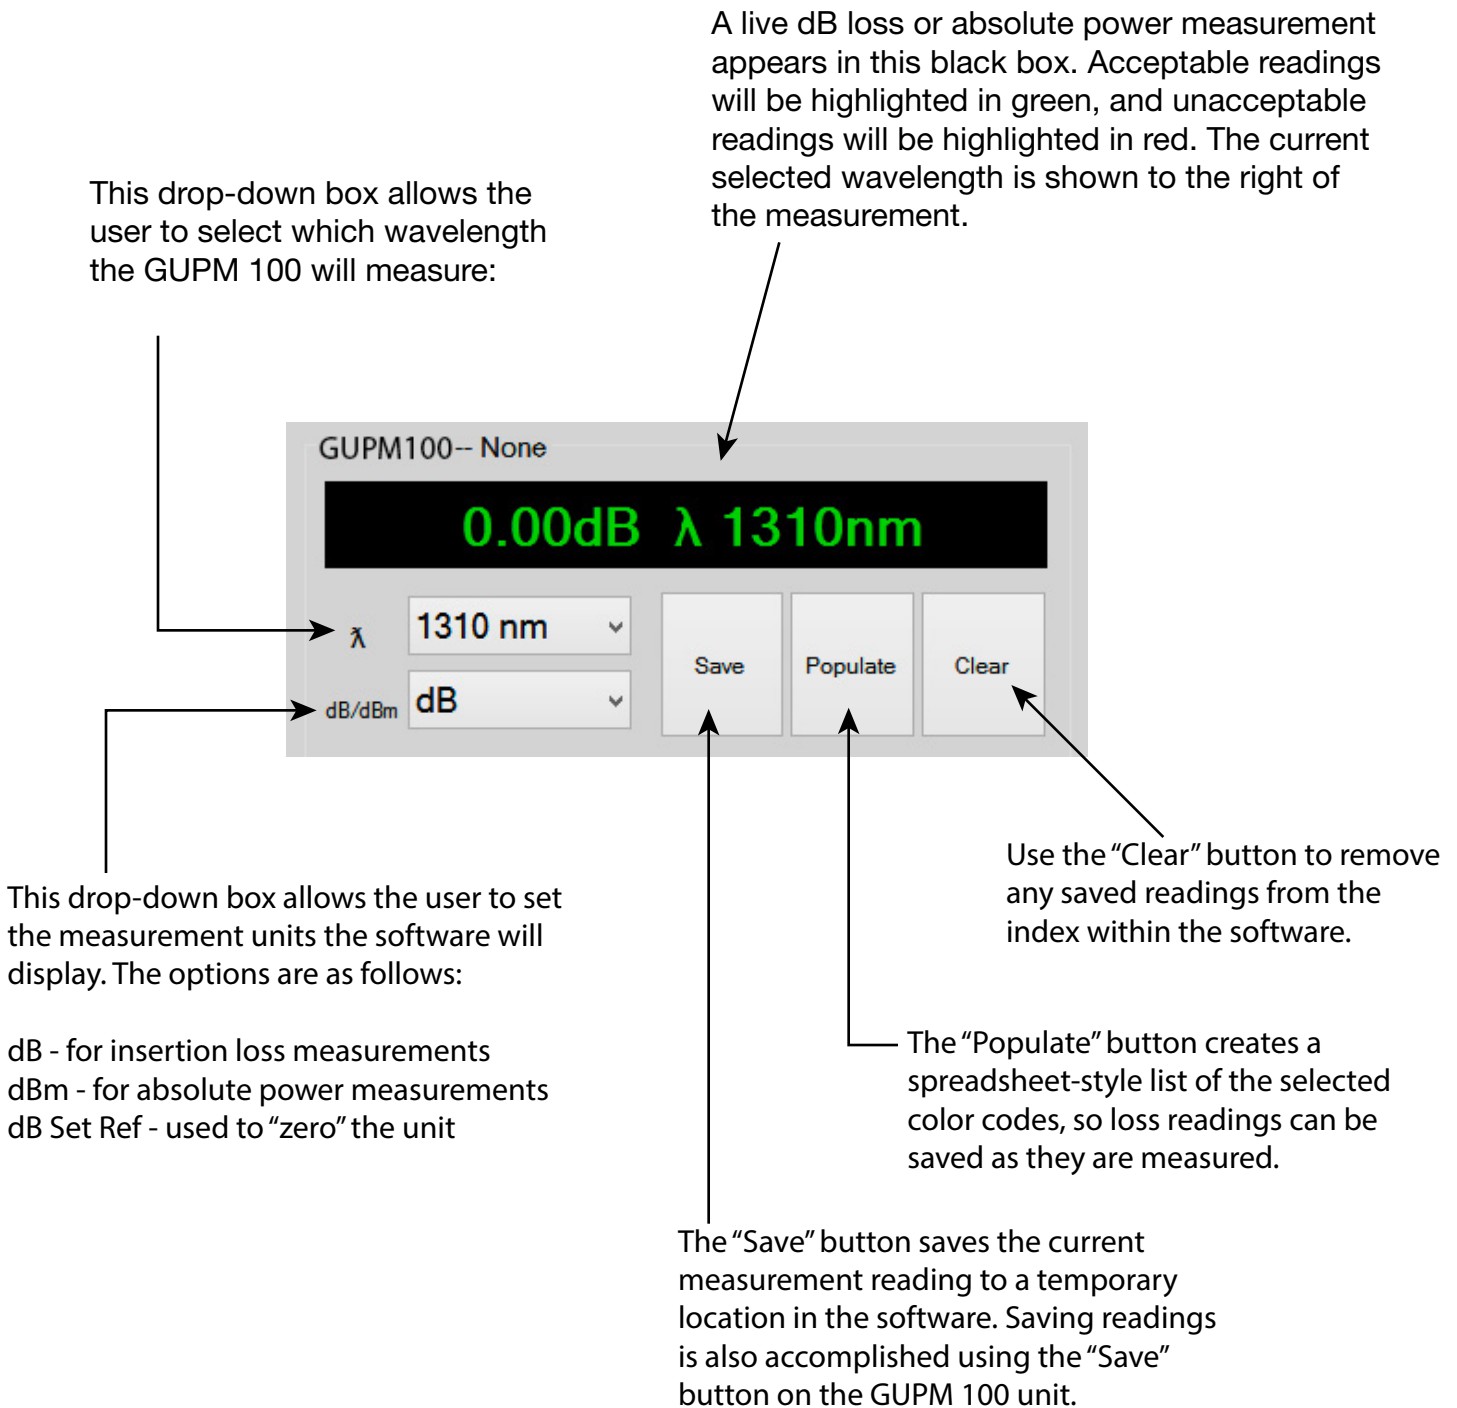 A live dB loss or absolute power measurement
appears in this black box. Acceptable readings
will be highlighted in green, and unacceptable
readings will be highlighted in red. The current
selected wavelength is shown to the right of
the measurement.
This drop-down box allows the
user to select which wavelength
the GUPM 100 will measure:
GUPM100-- None
0.00dB λ 1310nm
λ 1310 nm
dB/dBm dB
Save
Populate
Clear
This drop-down box allows the user to set
the measurement units the software will
display. The options are as follows:
dB - for insertion loss measurements
dBm - for absolute power measurements
dB Set Ref - used to “zero” the unit
Use the “Clear” button to remove
any saved readings from the
index within the software.
The “Populate” button creates a
spreadsheet-style list of the selected
color codes, so loss readings can be
saved as they are measured.
The “Save” button saves the current
measurement reading to a temporary
location in the software. Saving readings
is also accomplished using the “Save”
button on the GUPM 100 unit.